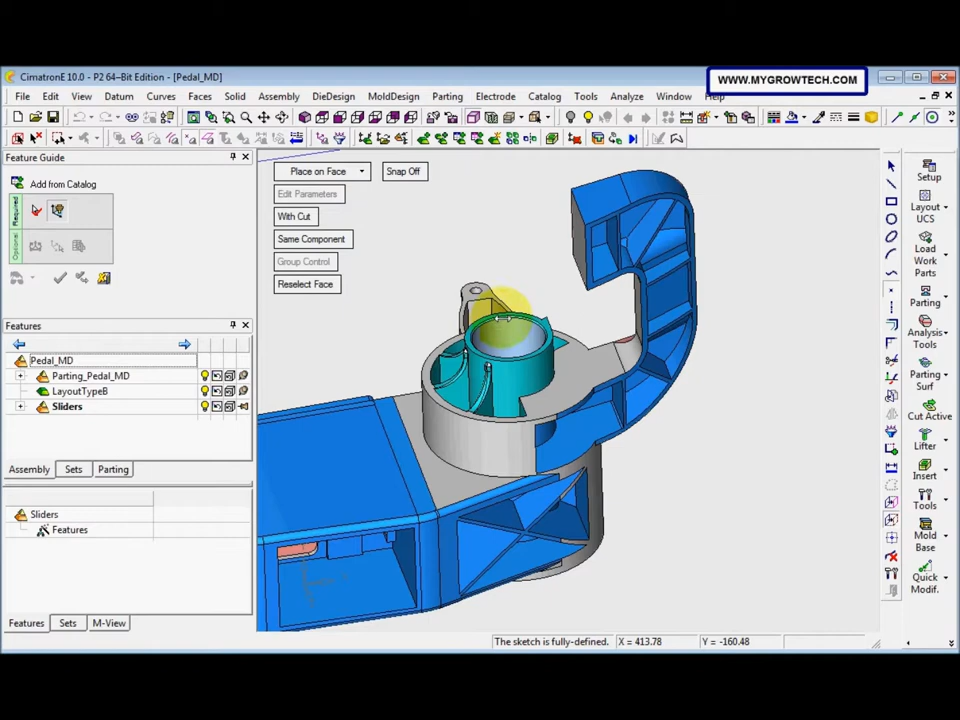 CimatronE 10.0 - P2 64-Bit Edition - [Pedal_MD]
WWW.MYGROWTECH.COM
File Edit View Datum Curves Faces Solid Assembly DieDesign MoldDesign Parting Electrode Catalog Tools Analyze Window Help
Feature Guide
Add from Catalog
Required
Optional
Place on Face
Snap Off
Edit Parameters
With Cut
Same Component
Group Control
Reselect Face
Features
Pedal_MD
Parting_Pedal_MD
LayoutTypeB
Sliders
Assembly Sets Parting
Sliders
Features
Features Sets M-View
Setup
Layout
UCS
Load
Work
Parts
Parting
Analysis
Tools
Parting
Surf
Cut Active
Lifter
Insert
Tools
Mold
Base
Quick
Modif.
The sketch is fully-defined.
X = 413.78
Y = -160.48